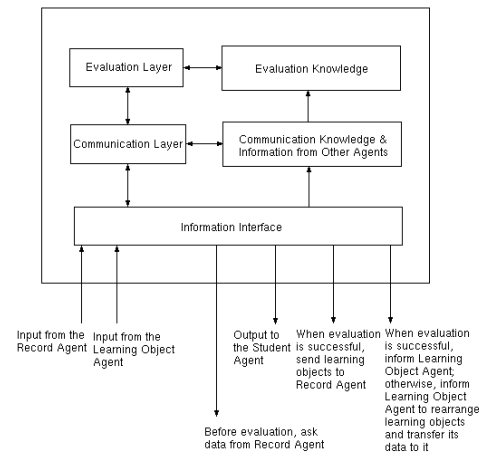 Evaluation Layer
Evaluation Knowledge
Communication Layer
Communication Knowledge &
Information from Other Agents
Information Interface
Input from the
Record Agent
Input from the
Learning Object
Agent
Before evaluation, ask
data from Record Agent
Output to
the Student
Agent
When evaluation
is successful,
send learning
objects to
Record Agent
When evaluation
is successful,
inform Learning
Object Agent;
otherwise, inform
Learning Object
Agent to rearrange
learning objects
and transfer its
data to it